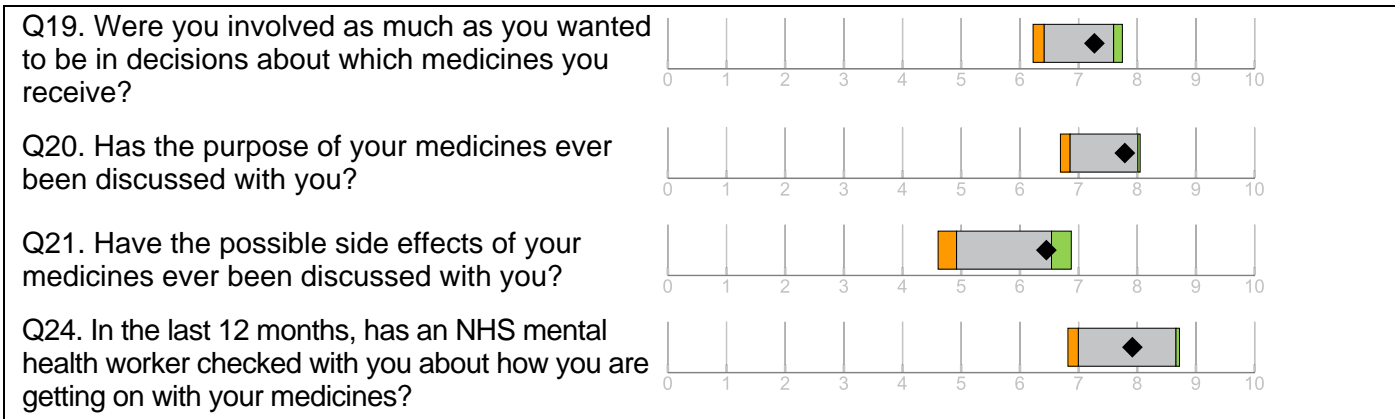 Q19. Were you involved as much as you wanted
to be in decisions about which medicines you
receive?
0 1 2 3 4 5 6 7 8 9 10
Q20. Has the purpose of your medicines ever
been discussed with you?
0 1 2 3 4 5 6 7 8 9 10
Q21. Have the possible side effects of your
medicines ever been discussed with you?
0 1 2 3 4 5 6 7 8 9 10
Q24. In the last 12 months, has an NHS mental
health worker checked with you about how you are
getting on with your medicines?
0 1 2 3 4 5 6 7 8 9 10